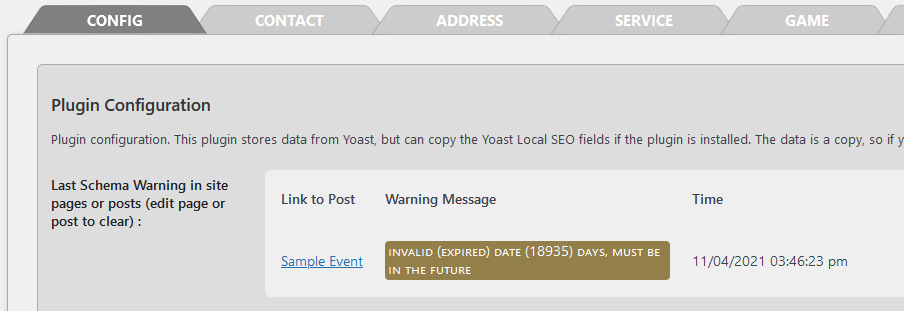 CONFIG CONTACT ADDRESS SERVICE GAME
Plugin Configuration
Plugin configuration. This plugin stores data from Yoast, but can copy the Yoast Local SEO fields if the plugin is installed. The data is a copy, so if y
Last Schema Warning in site
pages or posts (edit page or
post to clear) :
Link to Post Warning Message Time
Sample Event
INVALID (EXPIRED) DATE (18935) DAYS, MUST BE
IN THE FUTURE
11/04/2021 03:46:23 pm